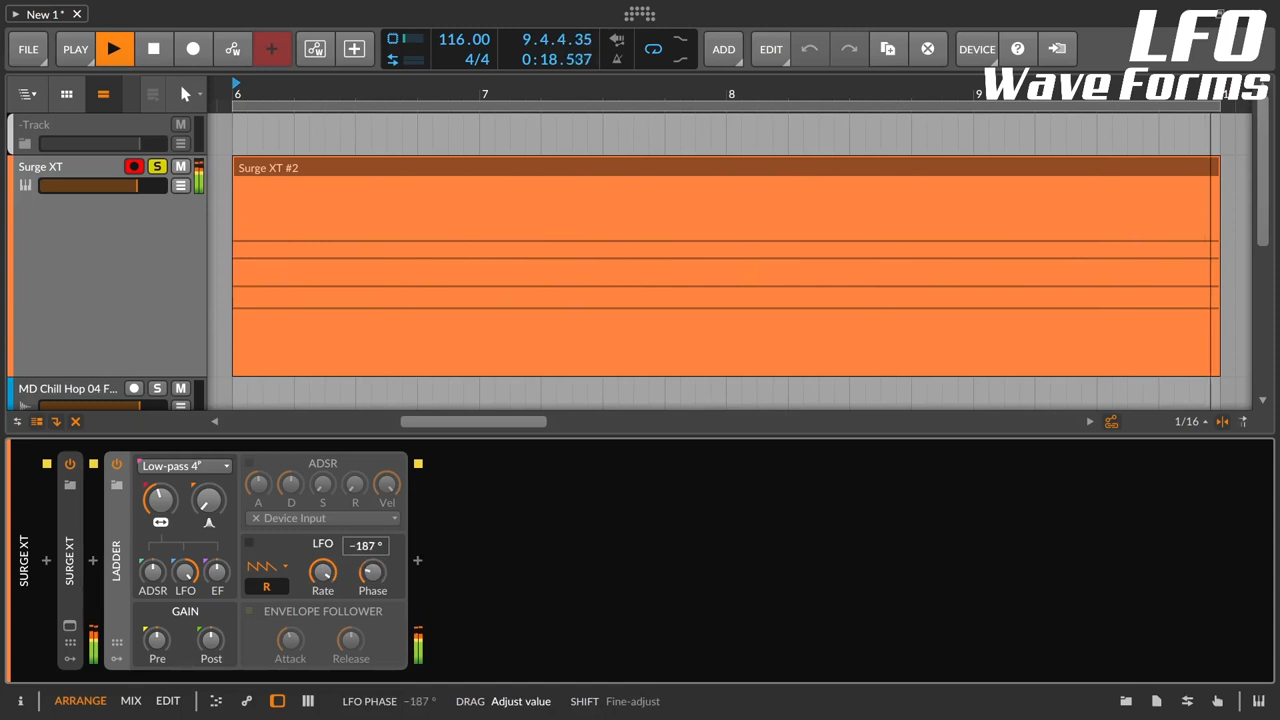 New 1*
LFO
Wave Forms
FILE PLAY 116.00 4/4 9.4.4.35 0:18.537 ADD EDIT DEVICE
6 7 8 9
-Track M
Surge XT S M
Surge XT #2
MD Chill Hop 04 F... S M
1/16
SURGE XT
SURGE XT
LADDER
Low-pass 4P
ADSR LFO EF
GAIN
Pre Post
ADSR
A D S R Vel
Device Input
LFO −187 °
R Rate Phase
ENVELOPE FOLLOWER
Attack Release
i ARRANGE MIX EDIT LFO PHASE −187 ° DRAG Adjust value SHIFT Fine-adjust